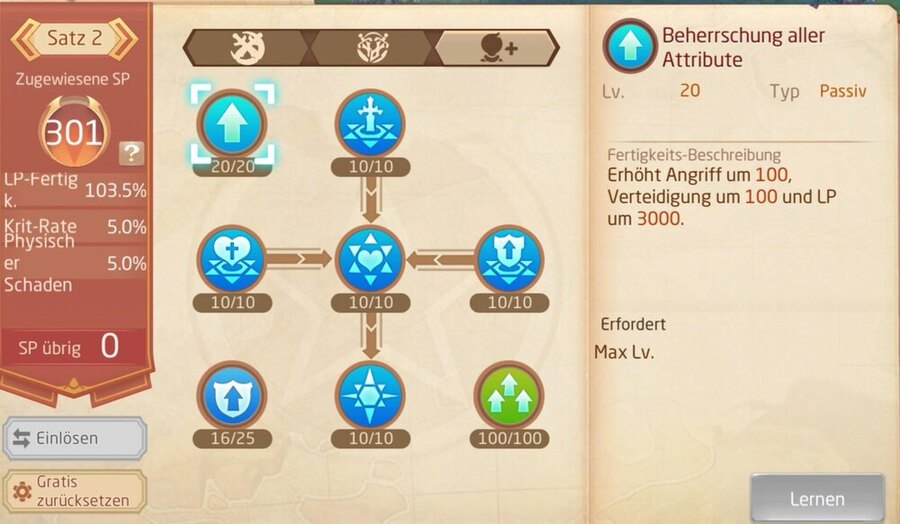 Satz 2
Zugewiesene SP
301
?
LP-Fertig
k.
103.5%
Krit-Rate
5.0%
Physisch
er
Schaden
5.0%
SP übrig 0
Einlösen
Gratis
zurücksetzen
20/20
10/10
10/10
10/10
10/10
16/25
10/10
100/100
Beherrschung aller
Attribute
Lv. 20 Typ Passiv
Fertigkeits-Beschreibung
Erhöht Angriff um 100,
Verteidigung um 100 und LP
um 3000.
Erfordert
Max Lv.
Lernen